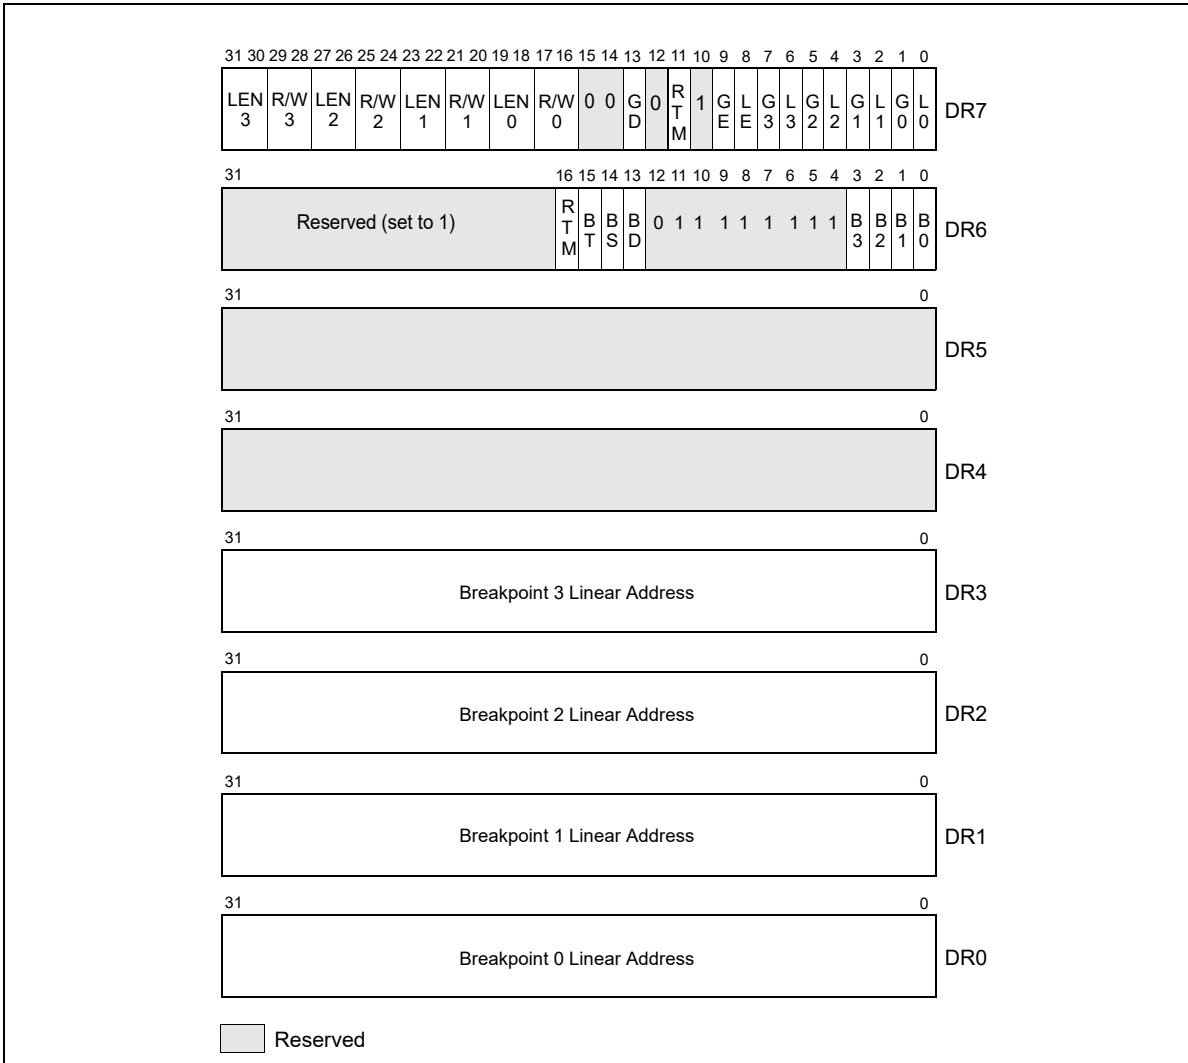 31 30 29 28 27 26 25 24 23 22 21 20 19 18 17 16 15 14 13 12 11 10 9 8 7 6 5 4 3 2 1 0
LEN 3 R/W 3 LEN 2 R/W 2 LEN 1 R/W 1 LEN 0 R/W 0 0 0 GD 0 RTM 1 GE LE G3 L3 G2 L2 G1 L1 G0 L0 DR7
31 16 15 14 13 12 11 10 9 8 7 6 5 4 3 2 1 0
Reserved (set to 1) RTM BT BS BD 0 1 1 1 1 1 1 1 1 B3 B2 B1 B0 DR6
31 0
DR5
31 0
DR4
31 0
Breakpoint 3 Linear Address DR3
31 0
Breakpoint 2 Linear Address DR2
31 0
Breakpoint 1 Linear Address DR1
31 0
Breakpoint 0 Linear Address DR0
Reserved